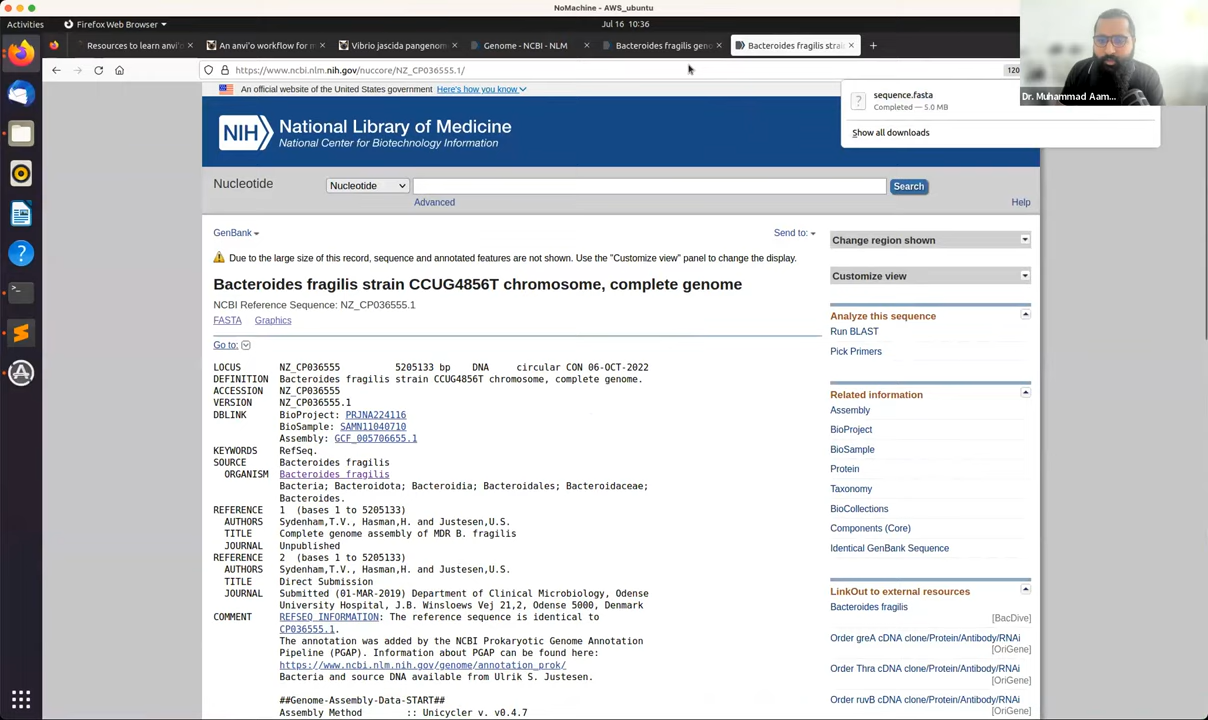 NoMachine - AWS_ubuntu
Activities
Firefox Web Browser
Jul 16 10:36
Resources to learn anvi'o
An anvi'o workflow for m
Vibrio jascida pangenom
Genome - NCBI - NLM
Bacteroides fragilis geno
Bacteroides fragilis strai
https://www.ncbi.nlm.nih.gov/nuccore/NZ_CP036555.1/
120
Dr. Muhammad Aam...
sequence.fasta
Completed — 5.0 MB
Show all downloads
An official website of the United States government Here's how you know
NIH National Library of Medicine
National Center for Biotechnology Information
Nucleotide
Nucleotide
Search
Advanced
Help
GenBank
Send to:
Due to the large size of this record, sequence and annotated features are not shown. Use the "Customize view" panel to change the display.
Bacteroides fragilis strain CCUG4856T chromosome, complete genome
NCBI Reference Sequence: NZ_CP036555.1
FASTA Graphics
Go to:
LOCUS NZ_CP036555 5205133 bp DNA circular CON 06-OCT-2022
DEFINITION Bacteroides fragilis strain CCUG4856T chromosome, complete genome.
ACCESSION NZ_CP036555
VERSION NZ_CP036555.1
DBLINK BioProject: PRJNA224116
BioSample: SAMN11040710
Assembly: GCF_005706655.1
KEYWORDS RefSeq.
SOURCE Bacteroides fragilis
ORGANISM Bacteroides fragilis
Bacteria; Bacteroidota; Bacteroidia; Bacteroidales; Bacteroidaceae;
Bacteroides.
REFERENCE 1 (bases 1 to 5205133)
AUTHORS Sydenham,T.V., Hasman,H. and Justesen,U.S.
TITLE Complete genome assembly of MDR B. fragilis
JOURNAL Unpublished
REFERENCE 2 (bases 1 to 5205133)
AUTHORS Sydenham,T.V., Hasman,H. and Justesen,U.S.
TITLE Direct Submission
JOURNAL Submitted (01-MAR-2019) Department of Clinical Microbiology, Odense
University Hospital, J.B. Winsloews Vej 21,2, Odense 5000, Denmark
COMMENT REFSEQ INFORMATION: The reference sequence is identical to
CP036555.1.
The annotation was added by the NCBI Prokaryotic Genome Annotation
Pipeline (PGAP). Information about PGAP can be found here:
https://www.ncbi.nlm.nih.gov/genome/annotation_prok/
Bacteria and source DNA available from Ulrik S. Justesen.
##Genome-Assembly-Data-START##
Assembly Method :: Unicycler v. v0.4.7
Change region shown
Customize view
Analyze this sequence
Run BLAST
Pick Primers
Related information
Assembly
BioProject
BioSample
Protein
Taxonomy
BioCollections
Components (Core)
Identical GenBank Sequence
LinkOut to external resources
Bacteroides fragilis
[BacDive]
Order greA cDNA clone/Protein/Antibody/RNAi
[OriGene]
Order Thra cDNA clone/Protein/Antibody/RNAi
[OriGene]
Order ruvB cDNA clone/Protein/Antibody/RNAi
[OriGene]